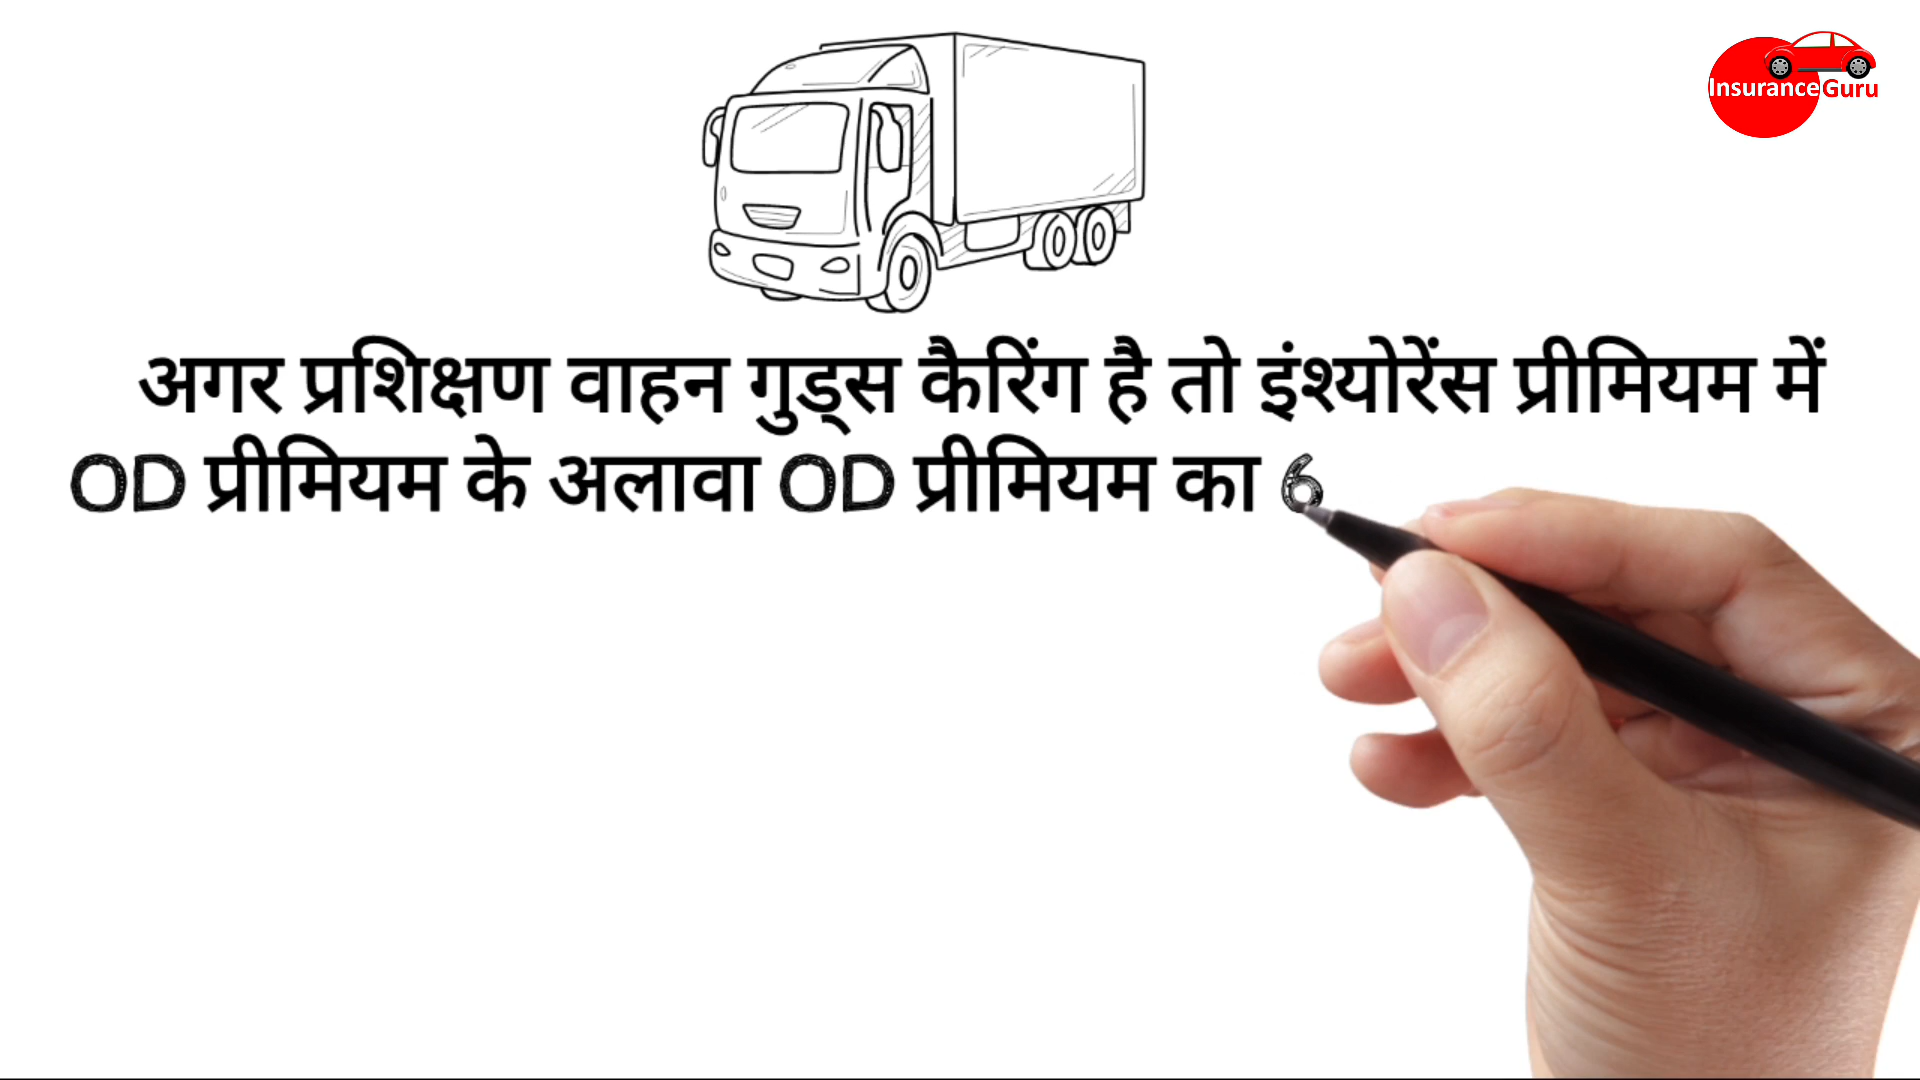 InsuranceGuru
अगर प्रशिक्षण वाहन गुड्स कैरिंग है तो इंश्योरेंस प्रीमियम में
OD प्रीमियम के अलावा OD प्रीमियम का 6